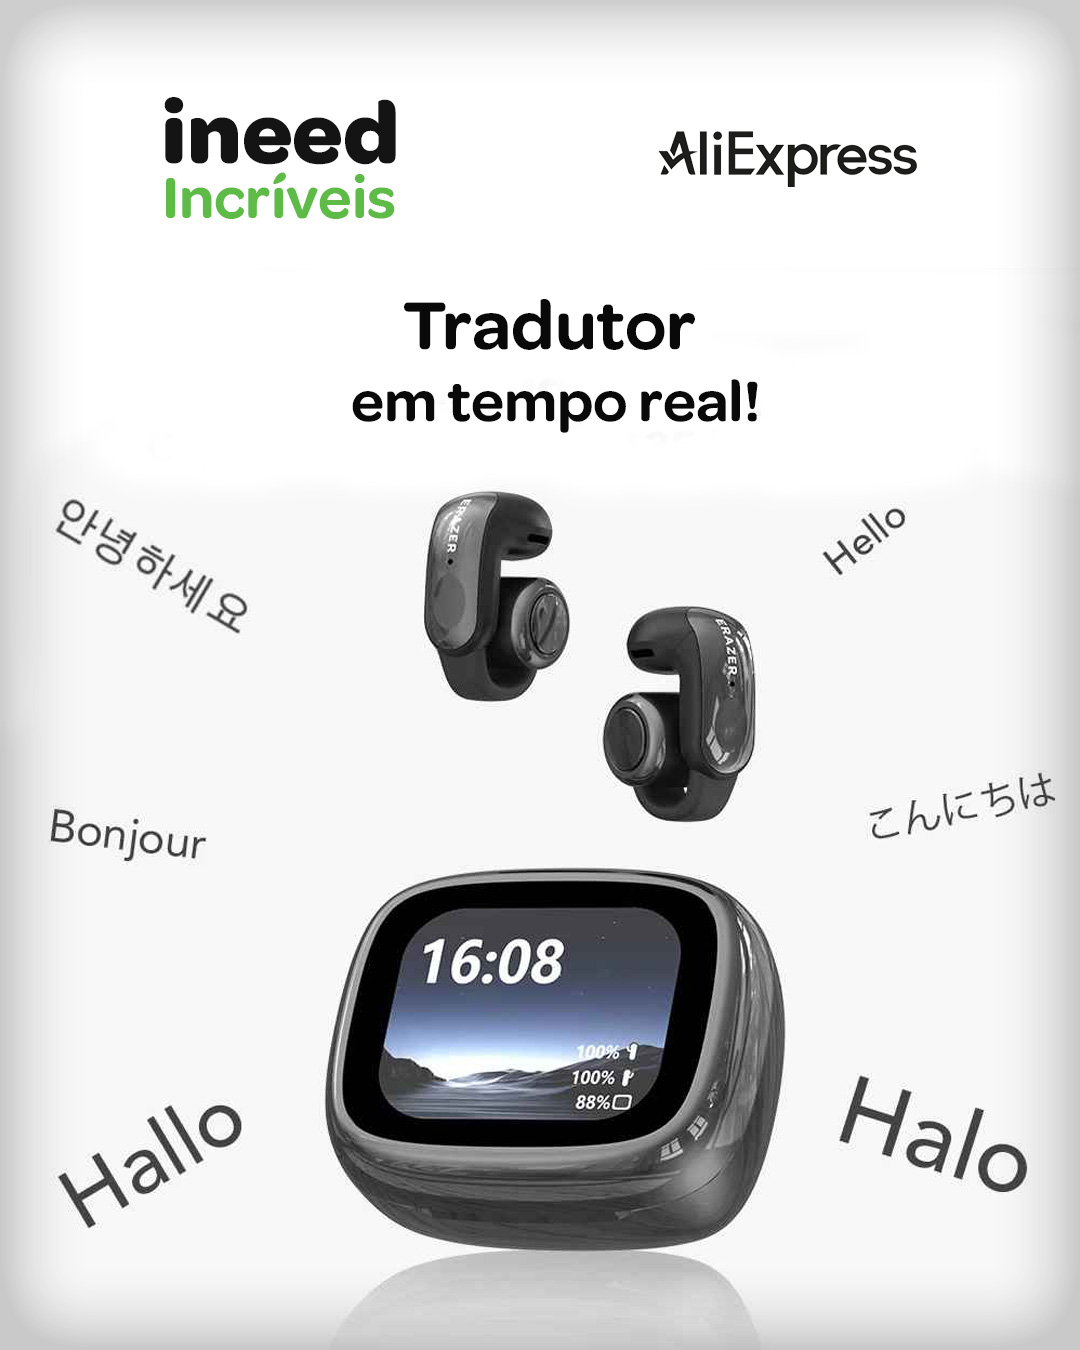 ineed
Incríveis
AliExpress
Tradutor
em tempo real!
안녕하세요
Hello
ERAZER
ERAZER
Bonjour
こんにちは
16:08
100%
100%
88%
Hallo
Halo